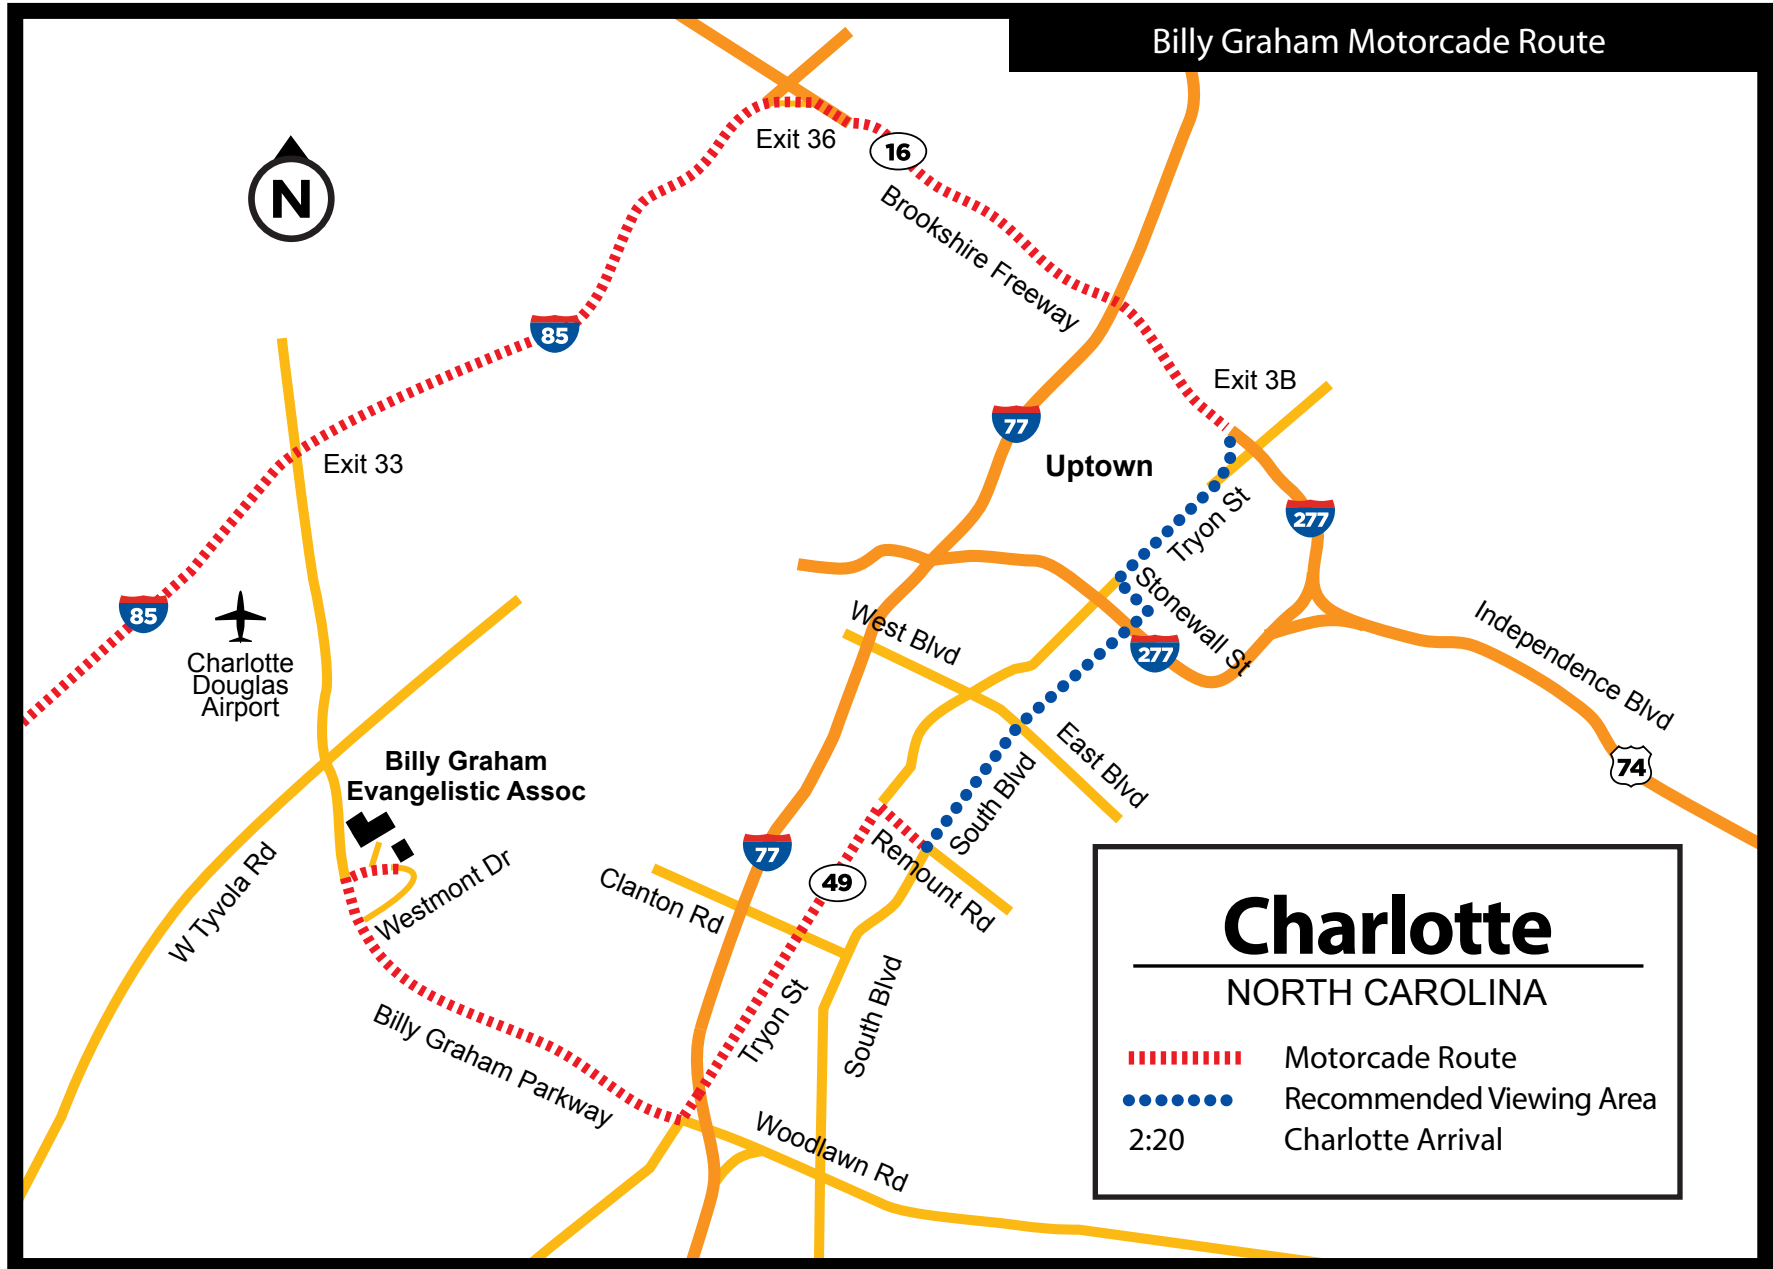 Billy Graham Motorcade Route
Exit 36
16
N
Brookshire Freeway
85
Exit 3B
77
Exit 33
Uptown
277
Tryon St
Stonewall St
85
Charlotte
Douglas
Airport
West Blvd
277
Independence Blvd
74
East Blvd
South Blvd
Billy Graham
Evangelistic Assoc
W Tyvola Rd
Westmont Dr
77
49
Remount Rd
Clanton Rd
Tryon St
South Blvd
Billy Graham Parkway
Woodlawn Rd
Charlotte
NORTH CAROLINA
Motorcade Route
Recommended Viewing Area
2:20 Charlotte Arrival